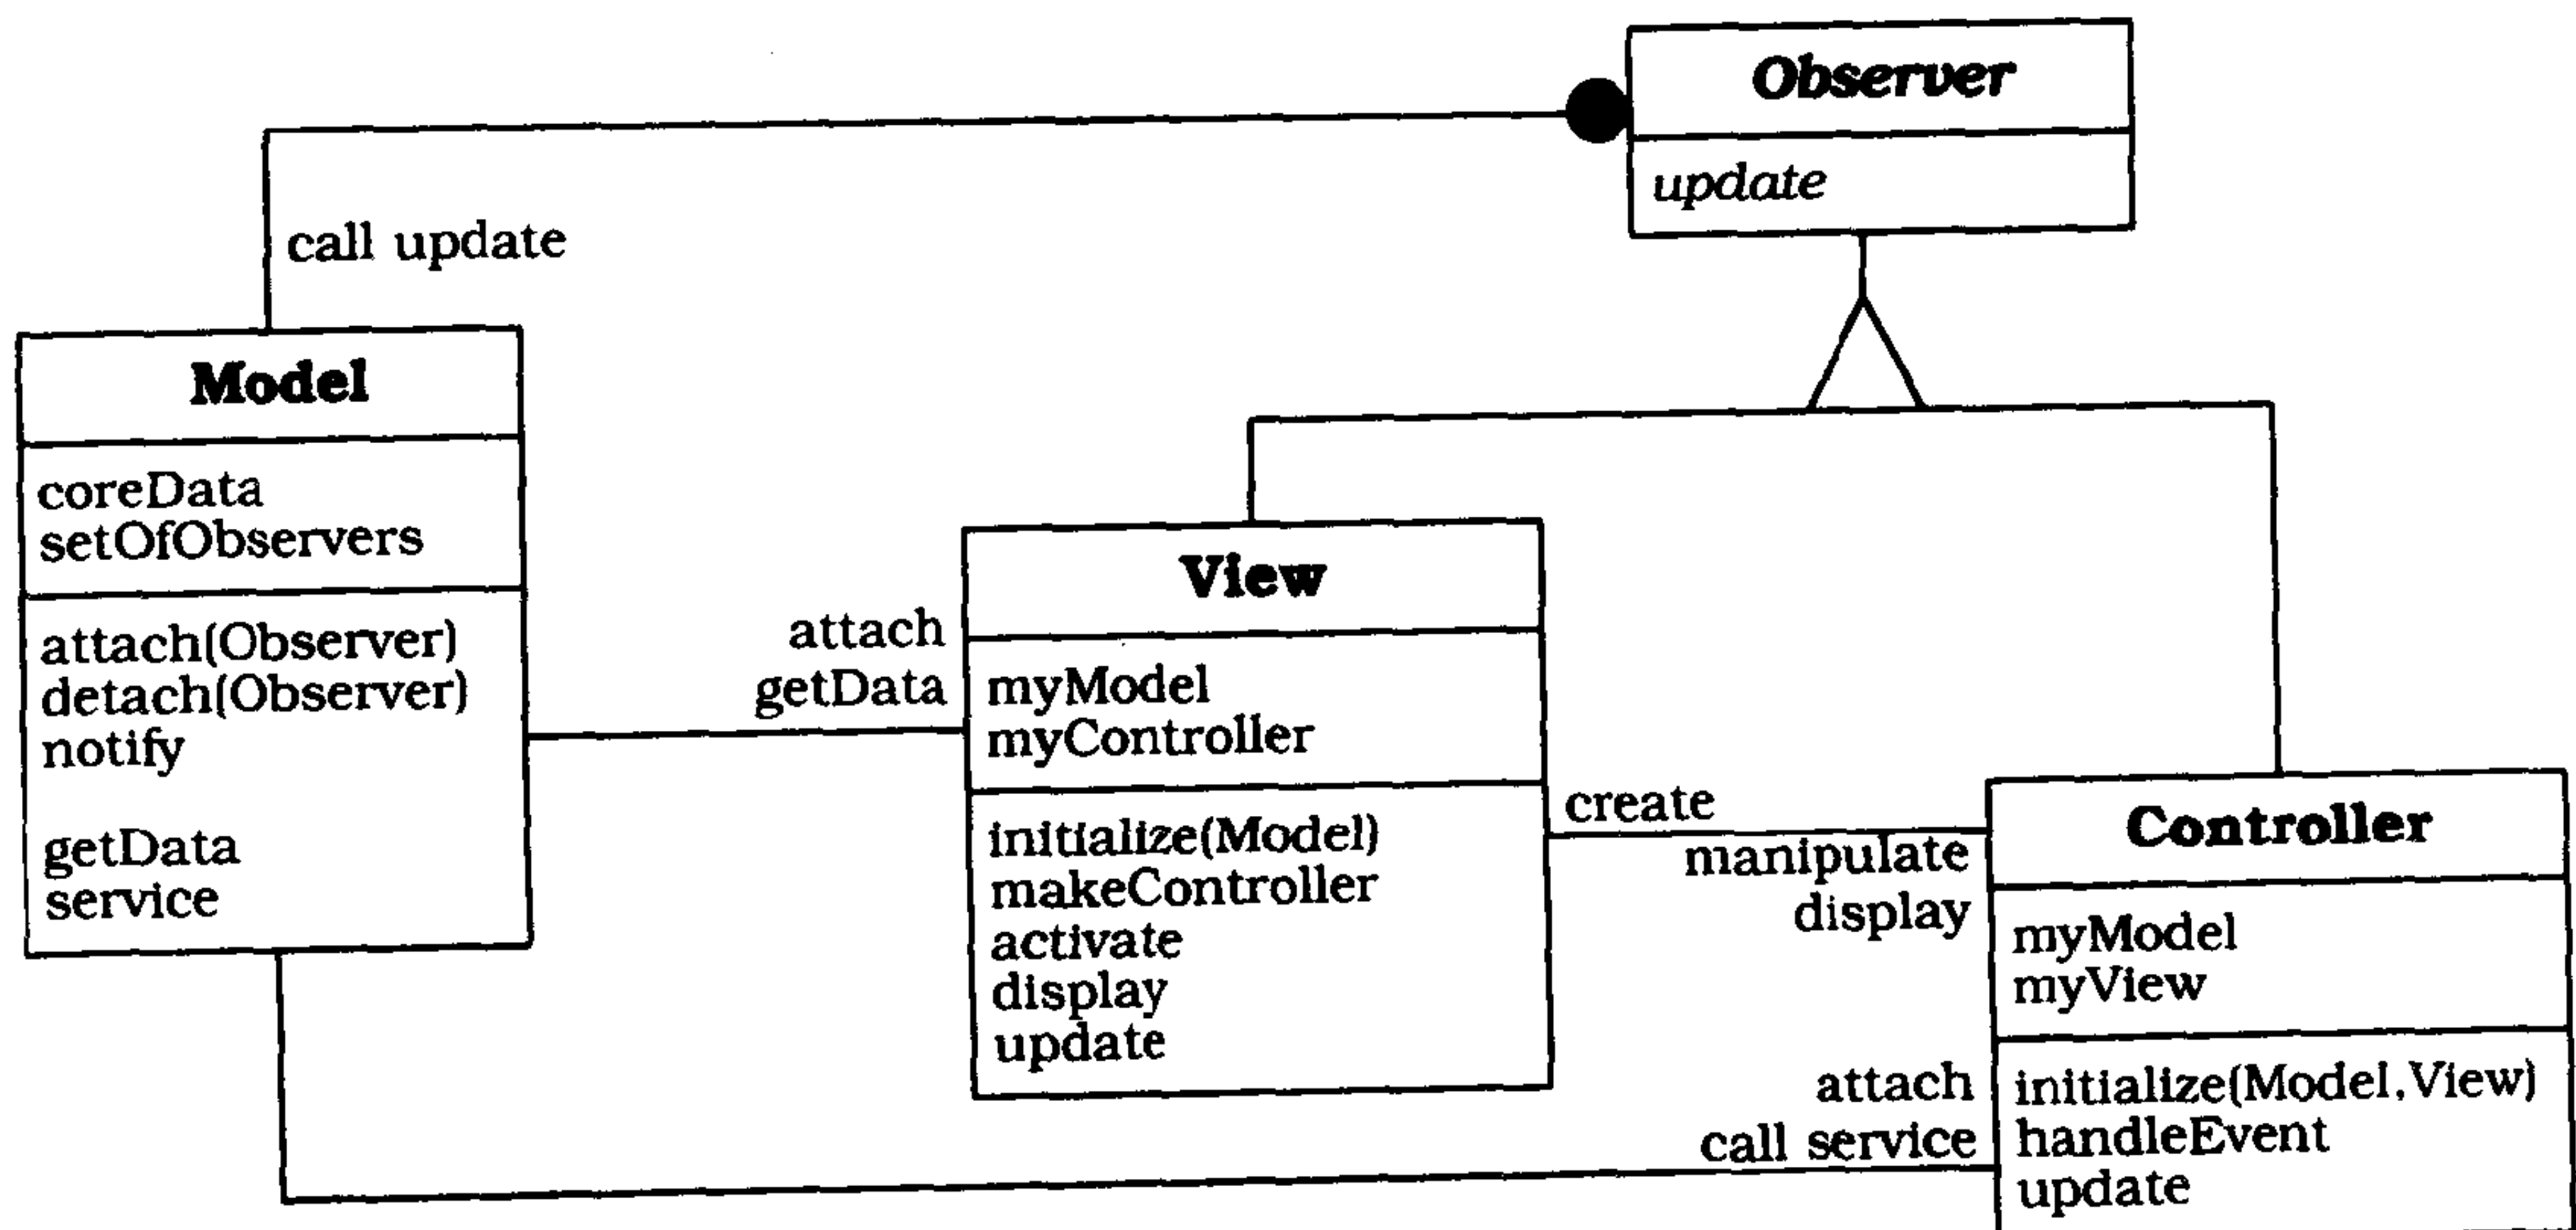 Observer
update
call update
Model
coreData
setOfObservers
attach(Observer)
detach(Observer)
notify
getData
service
attach
getData
View
myModel
myController
initialize(Model)
makeController
activate
display
update
create
manipulate
display
Controller
myModel
myView
attach
call service
initialize(Model,View)
handleEvent
update